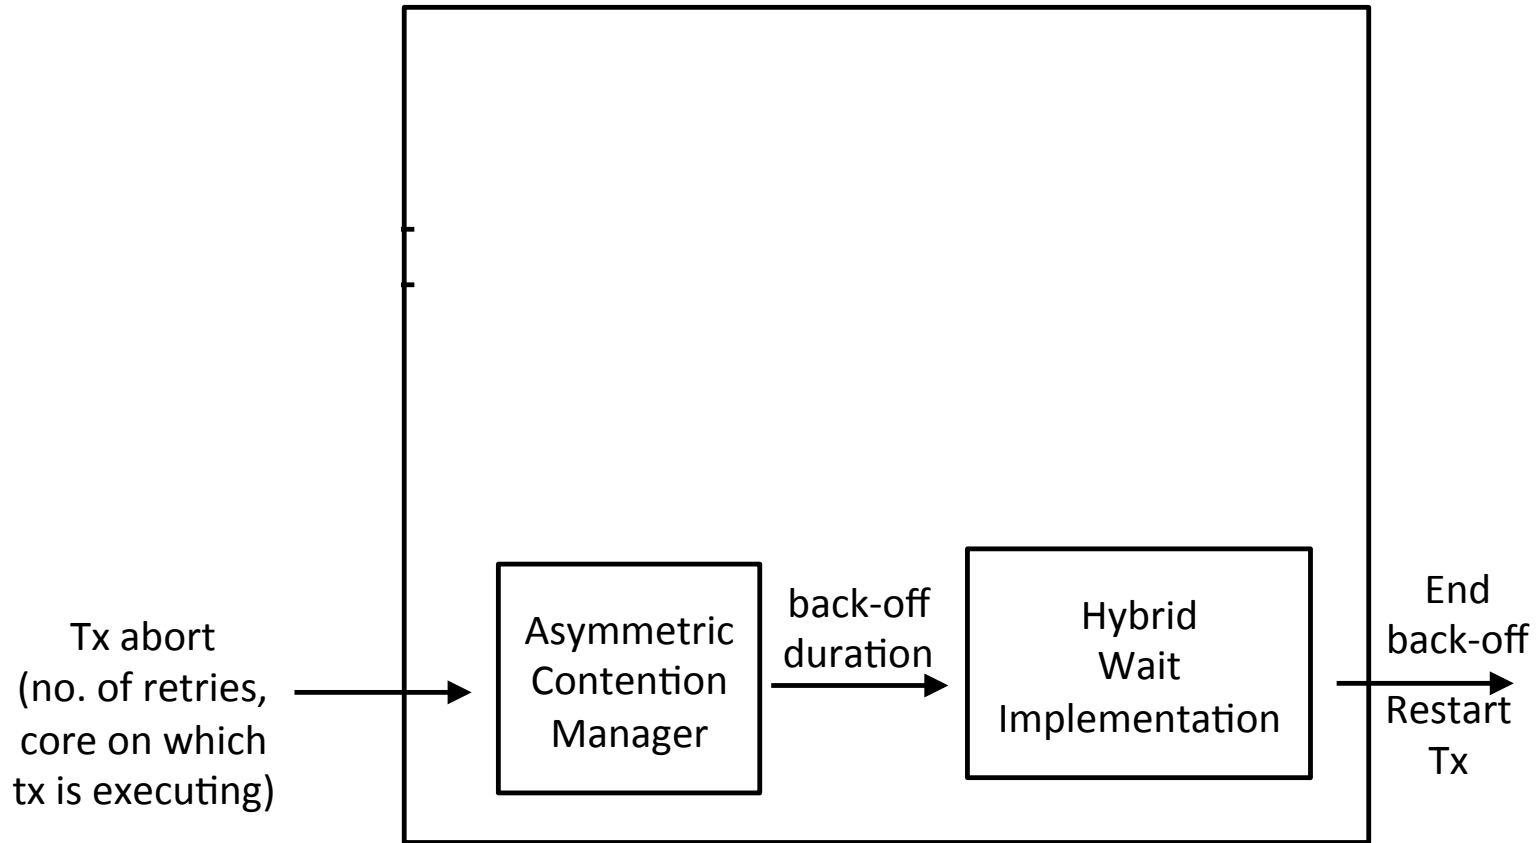 Tx abort
(no. of retries,
core on which
tx is executing)
Asymmetric
Contention
Manager
back-off
duration
Hybrid
Wait
Implementation
End
back-off
Restart
Tx